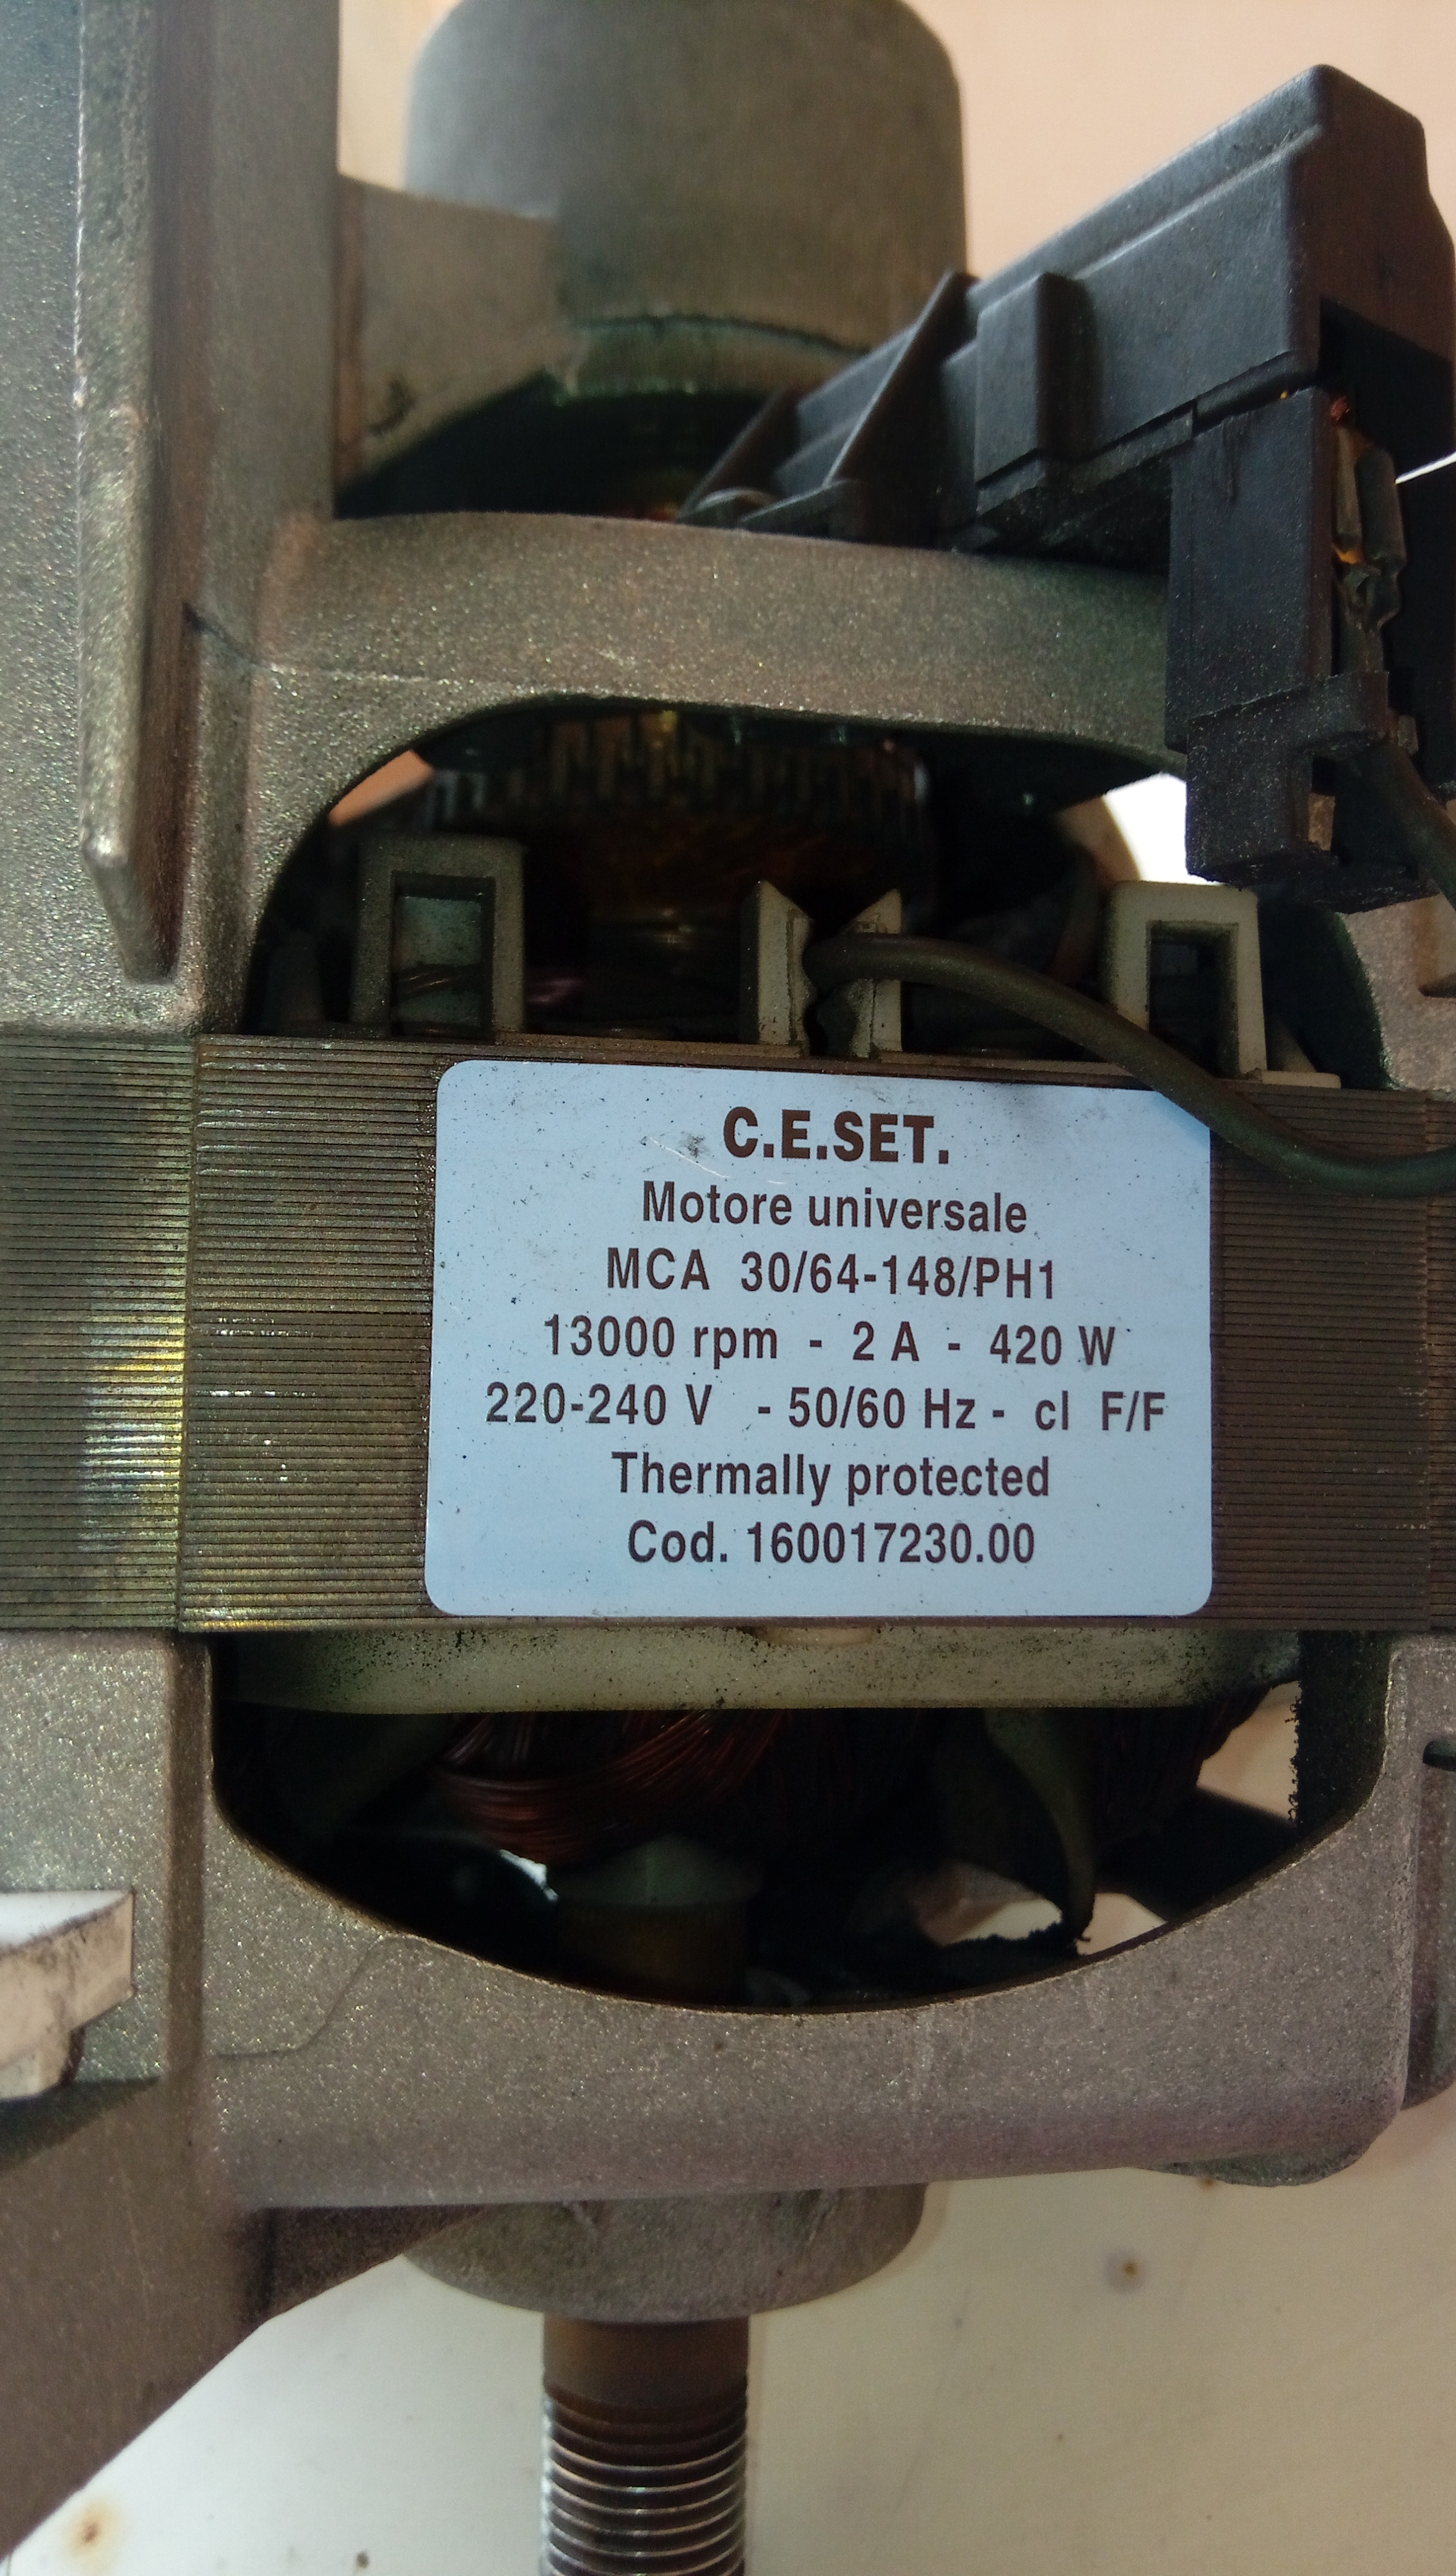 C.E.SET.
Motore universale
MCA 30/64-148/PH1
13000 rpm - 2 A - 420 W
220-240 V - 50/60 Hz - cl F/F
Thermally protected
Cod. 160017230.00